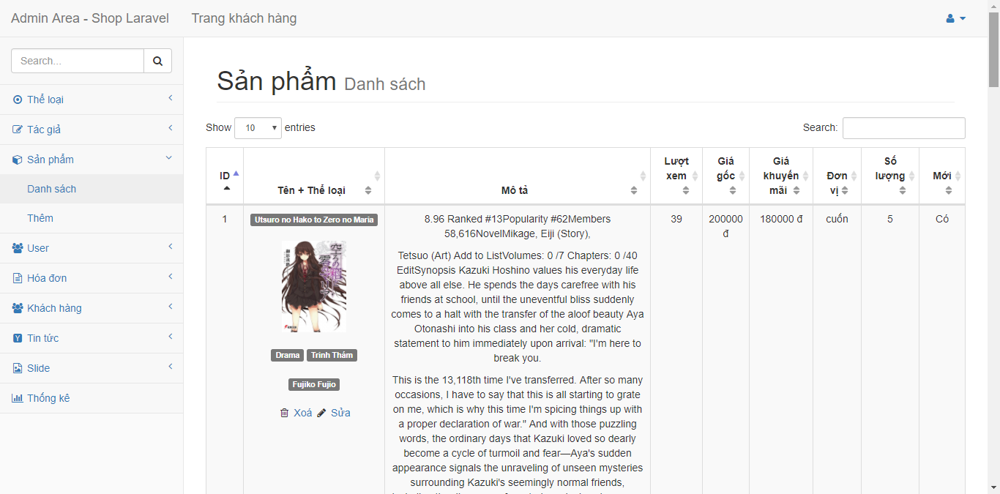 Admin Area - Shop Laravel Trang khách hàng
Search...
Thể loại
Tác giả
Sản phẩm
Danh sách
Thêm
User
Hóa đơn
Khách hàng
Tin tức
Slide
Thống kê
Sản phẩm Danh sách
Show 10 entries
Search:
ID
Tên + Thể loại
Mô tả
Lượt
xem
Giá
gốc
Giá
khuyến
mãi
Đơn
vị
Số
lượng
Mới
1
Utsuro no Hako to Zero no Maria
Drama Trinh Thám
Fujiko Fujio
Xoá Sửa
8.96 Ranked #13Popularity #62Members
58,616NovelMikage, Eiji (Story),
Tetsuo (Art) Add to ListVolumes: 0 /7 Chapters: 0 /40
EditSynopsis Kazuki Hoshino values his everyday life
above all else. He spends the days carefree with his
friends at school, until the uneventful bliss suddenly
comes to a halt with the transfer of the aloof beauty Aya
Otonashi into his class and her cold, dramatic
statement to him immediately upon arrival: "I'm here to
break you.
This is the 13,118th time I've transferred. After so many
occasions, I have to say that this is all starting to grate
on me, which is why this time I'm spicing things up with
a proper declaration of war." And with those puzzling
words, the ordinary days that Kazuki loved so dearly
become a cycle of turmoil and fear—Aya's sudden
appearance signals the unraveling of unseen mysteries
surrounding Kazuki's seemingly normal friends,
39
200000
đ
180000 đ
cuốn
5
Có